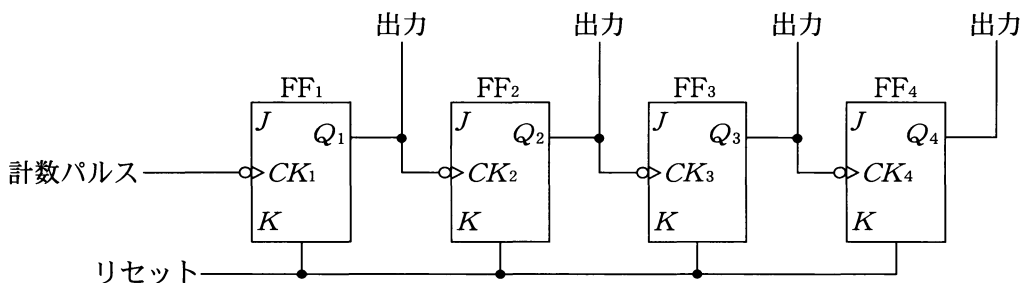 出力 出力 出力 出力
FF₁ FF₂ FF₃ FF₄
J J J J
Q₁ Q₂ Q₃ Q₄
計数パルス CK₁ CK₂ CK₃ CK₄
K K K K
リセット